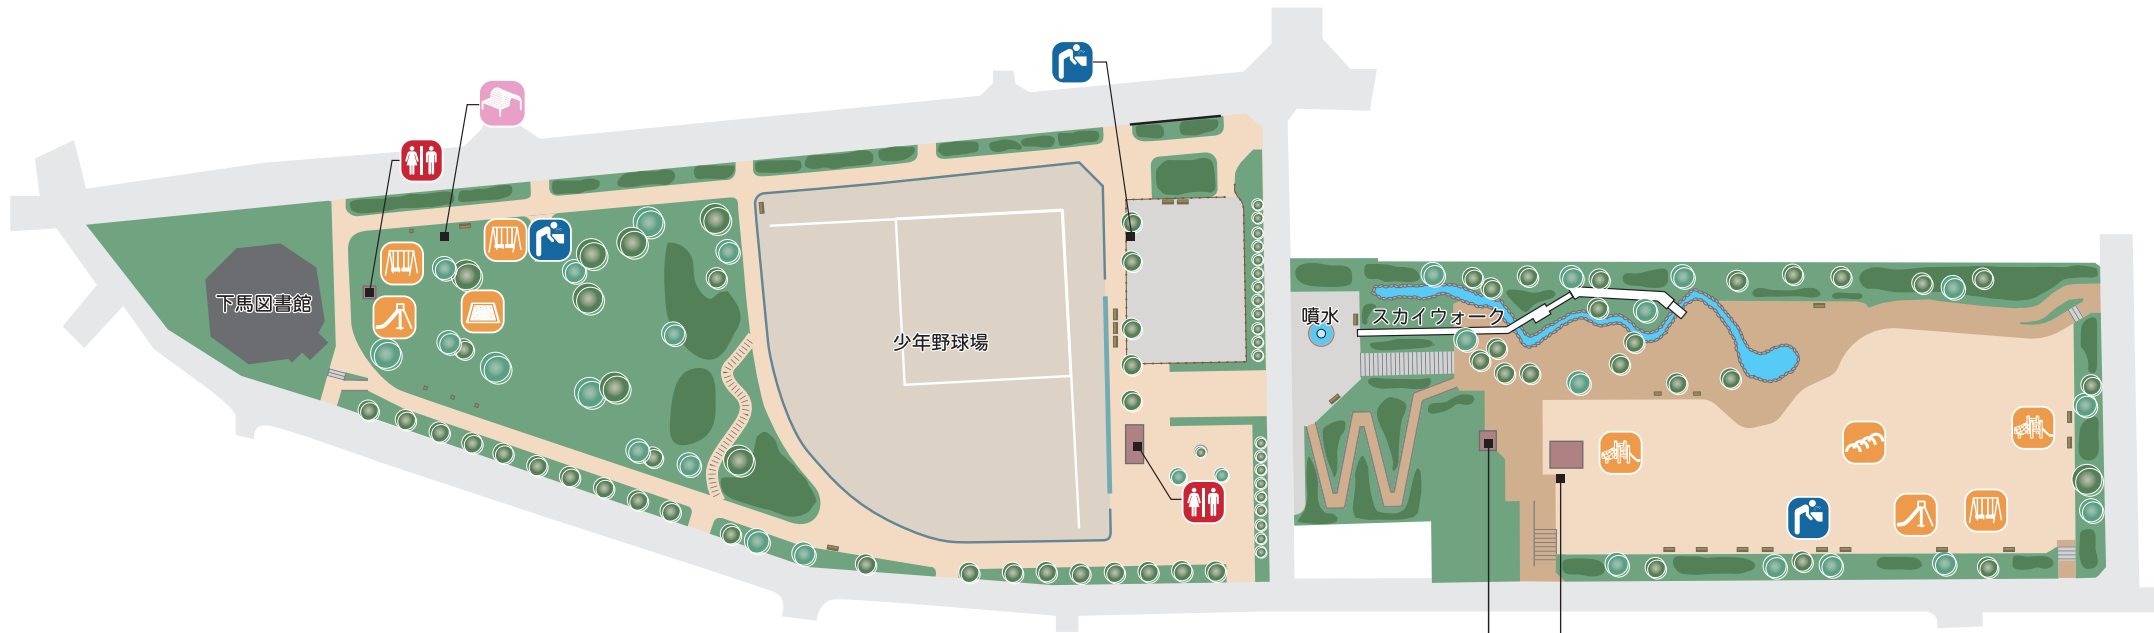 下馬図書館
少年野球場
噴水
スカイウォーク